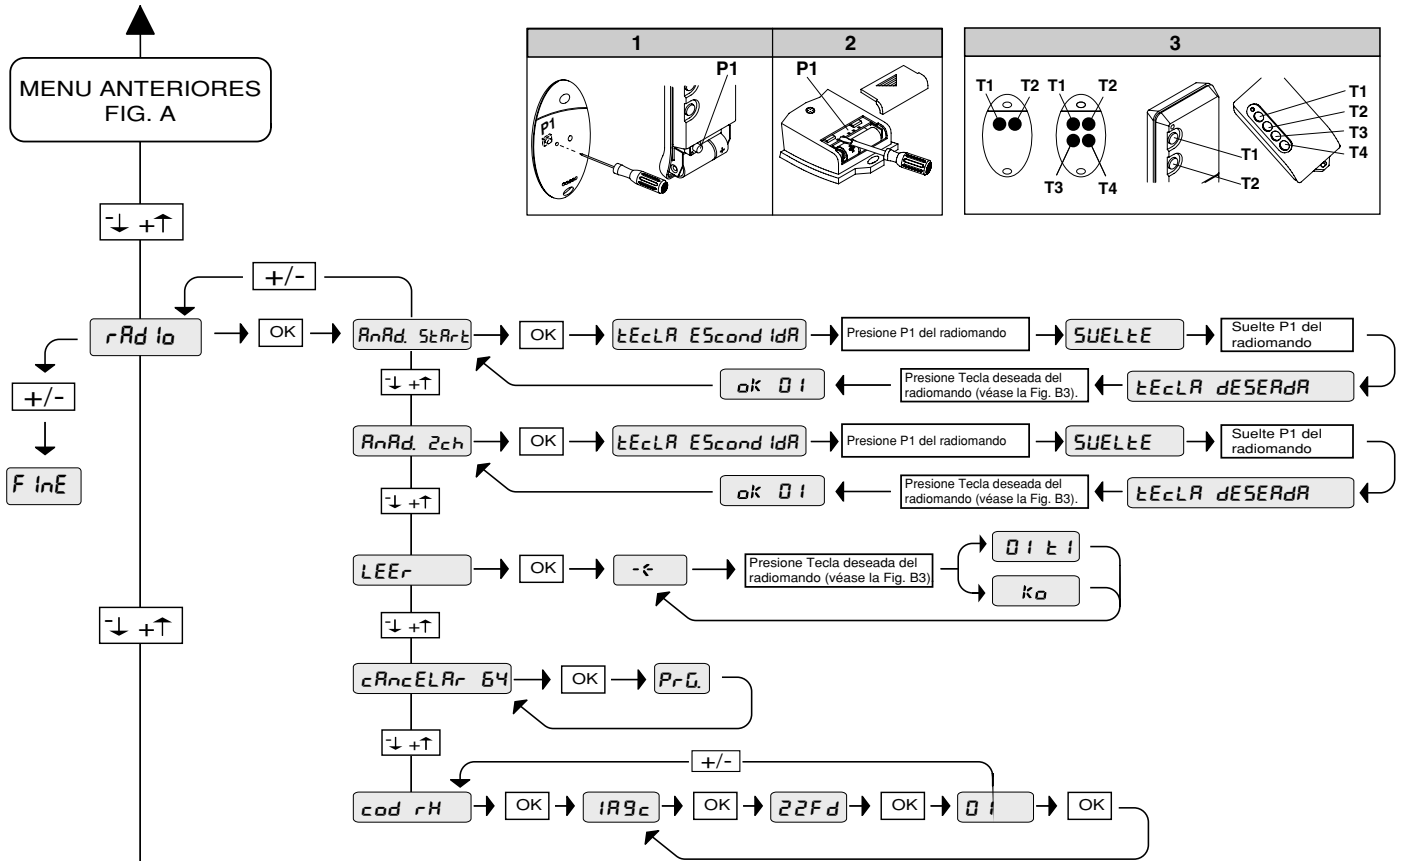 MENU ANTERIORES
FIG. A
1
2
3
P1
P1
P1
T1 T2 T1 T2
T3 T4
T1
T2
T1
T2
T3
T4
-↓ +↑
+/-
rAdIo
OK
AnAd. StArt
OK
tEcLA EScondIdA
Presione P1 del radiomando
SUELtE
Suelte P1 del
radiomando
+/-
-↓ +↑
oK 01
Presione Tecla deseada del
radiomando (véase la Fig. B3).
tEcLA dESEAdA
FInE
AnAd. 2ch
OK
tEcLA EScondIdA
Presione P1 del radiomando
SUELtE
Suelte P1 del
radiomando
-↓ +↑
oK 01
Presione Tecla deseada del
radiomando (véase la Fig. B3).
tEcLA dESEAdA
LEEr
OK
Presione Tecla deseada del
radiomando (véase la Fig. B3)
01 t1
Ko
-↓ +↑
-↓ +↑
cAncELAr 64
OK
PrG.
-↓ +↑
+/-
cod rH
OK
1A9c
OK
22Fd
OK
01
OK